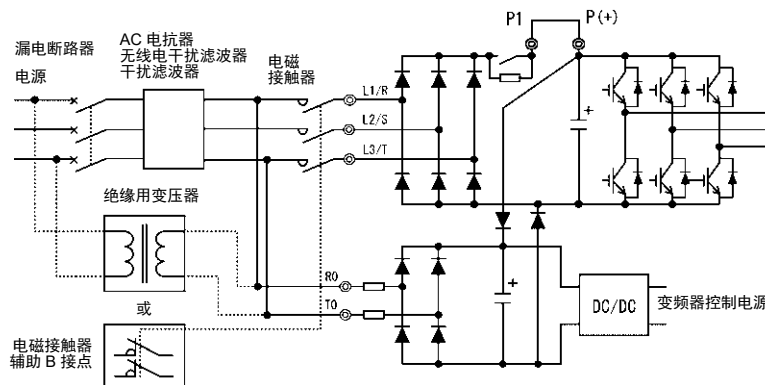 P1
P(+)
漏电断路器
电源
AC 电抗器
无线电干扰滤波器
干扰滤波器
电磁
接触器
L1/R
L2/S
L3/T
+
绝缘用变压器
R0
T0
+
DC/DC
变频器控制电源
或
电磁接触器
辅助 B 接点